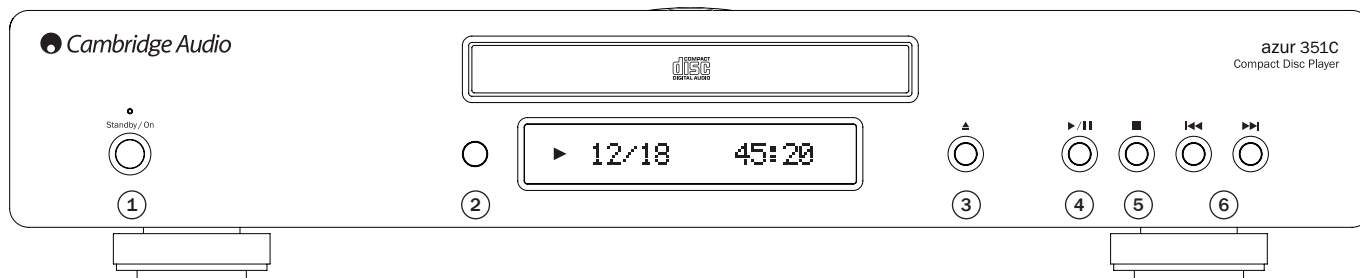 Cambridge Audio
COMPACT
disc
DIGITAL AUDIO
azur 351C
Compact Disc Player
Standby / On
12/18 45:20
1 2 3 4 5 6